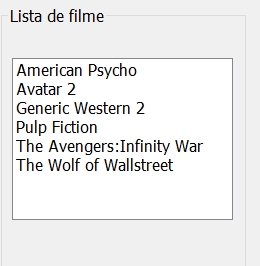 Lista de filme
American Psycho
Avatar 2
Generic Western 2
Pulp Fiction
The Avengers:Infinity War
The Wolf of Wallstreet